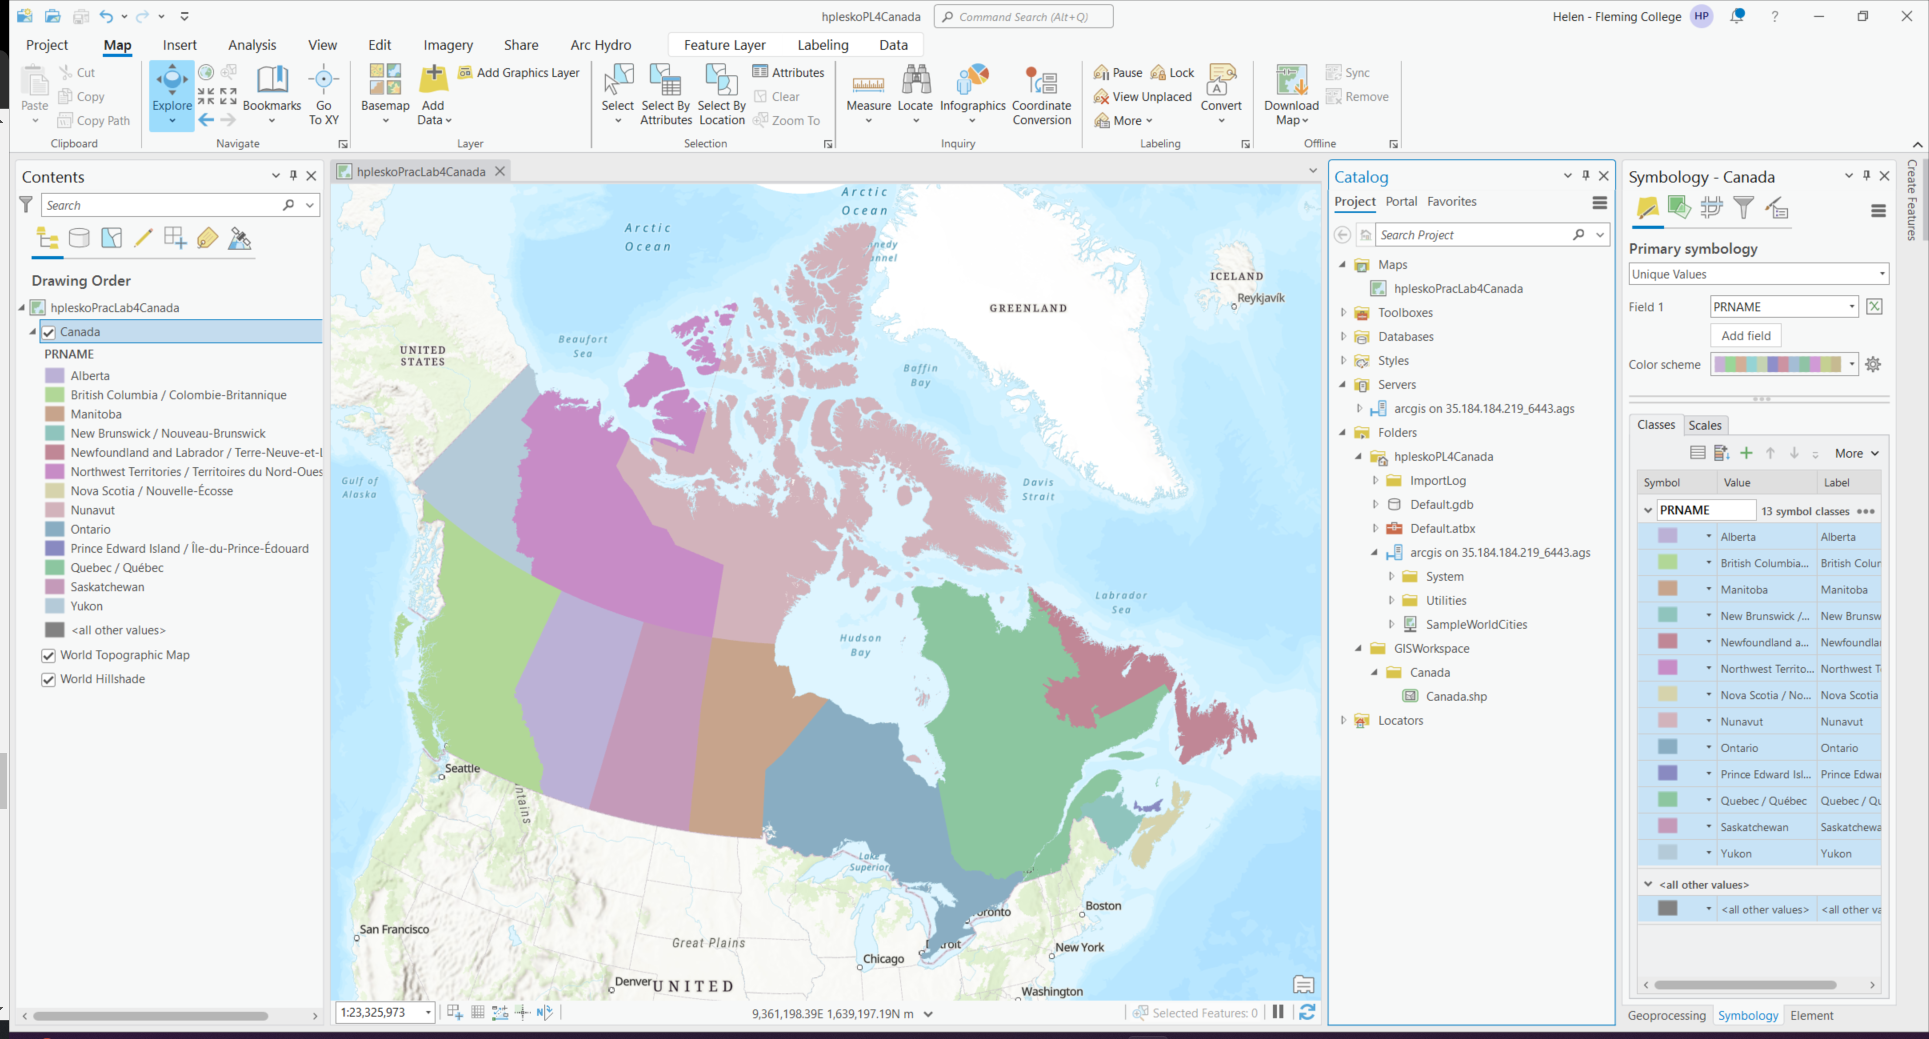 hpleskoPL4Canada
Command Search (Alt+Q)
Helen - Fleming College
HP
?
Project
Map
Insert
Analysis
View
Edit
Imagery
Share
Arc Hydro
Feature Layer
Labeling
Data
Paste
Cut
Copy
Copy Path
Clipboard
Explore
Bookmarks
Go
To XY
Navigate
Basemap
Add
Data
Add Graphics Layer
Layer
Select
Select By
Attributes
Select By
Location
Attributes
Clear
Zoom To
Selection
Measure
Locate
Infographics
Coordinate
Conversion
Inquiry
Pause
Lock
View Unplaced
More
Convert
Labeling
Download
Map
Sync
Remove
Offline
Contents
Search
Drawing Order
hpleskoPracLab4Canada
Canada
PRNAME
Alberta
British Columbia / Colombie-Britannique
Manitoba
New Brunswick / Nouveau-Brunswick
Newfoundland and Labrador / Terre-Neuve-et-L
Northwest Territories / Territoires du Nord-Oues
Nova Scotia / Nouvelle-Écosse
Nunavut
Ontario
Prince Edward Island / Île-du-Prince-Édouard
Quebec / Québec
Saskatchewan
Yukon
<all other values>
World Topographic Map
World Hillshade
hpleskoPracLab4Canada
Arctic
Ocean
Arctic
Ocean
nedy
annel
GREENLAND
ICELAND
Reykjavík
Beaufort
Sea
UNITED
STATES
Baffin
Bay
Gulf of
Alaska
Davis
Strait
Labrador
Sea
Hudson
Bay
Seattle
ntains
Lake
Superior
San Francisco
Great Plains
Denver
UNITED
Chicago
Toronto
Detroit
Boston
New York
Washington
1:23,325,973
9,361,198.39E 1,639,197.19N m
Selected Features: 0
Catalog
Project
Portal
Favorites
Search Project
Maps
hpleskoPracLab4Canada
Toolboxes
Databases
Styles
Servers
arcgis on 35.184.184.219_6443.ags
Folders
hpleskoPL4Canada
ImportLog
Default.gdb
Default.atbx
arcgis on 35.184.184.219_6443.ags
System
Utilities
SampleWorldCities
GISWorkspace
Canada
Canada.shp
Locators
Symbology - Canada
Primary symbology
Unique Values
Field 1
PRNAME
Add field
Color scheme
Classes
Scales
More
Symbol
Value
Label
PRNAME
13 symbol classes
Alberta
Alberta
British Columbia...
British Colur
Manitoba
Manitoba
New Brunswick /...
New Brunsw
Newfoundland a...
Newfoundlar
Northwest Territo...
Northwest Te
Nova Scotia / No...
Nova Scotia
Nunavut
Nunavut
Ontario
Ontario
Prince Edward Isl...
Prince Edwar
Quebec / Québec
Quebec / Qu
Saskatchewan
Saskatchewa
Yukon
Yukon
<all other values>
<all other values>
<all other va
Geoprocessing
Symbology
Element
Create Features